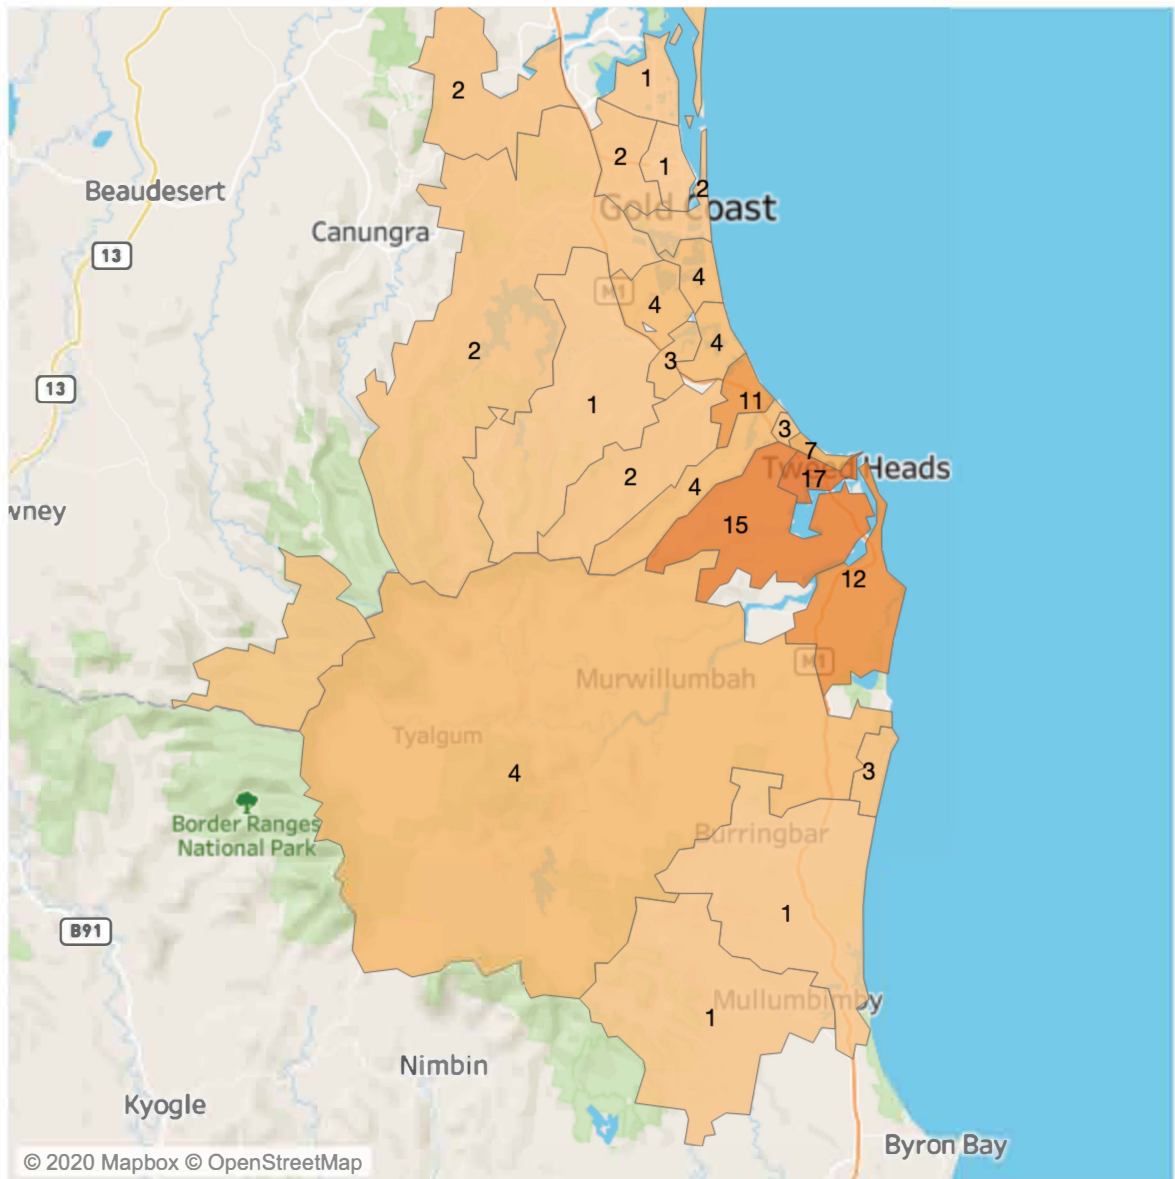 2
1
2
1
2
Beaudesert
Gold Coast
Canungra
13
4
M1
4
4
2
3
13
1
11
3
7
Tweed Heads
2
17
4
wney
15
12
M1
Murwillumbah
Tyalgum
4
3
Border Ranges
National Park
Burringbar
1
B91
Mullumbimby
1
Nimbin
Kyogle
Byron Bay
© 2020 Mapbox © OpenStreetMap